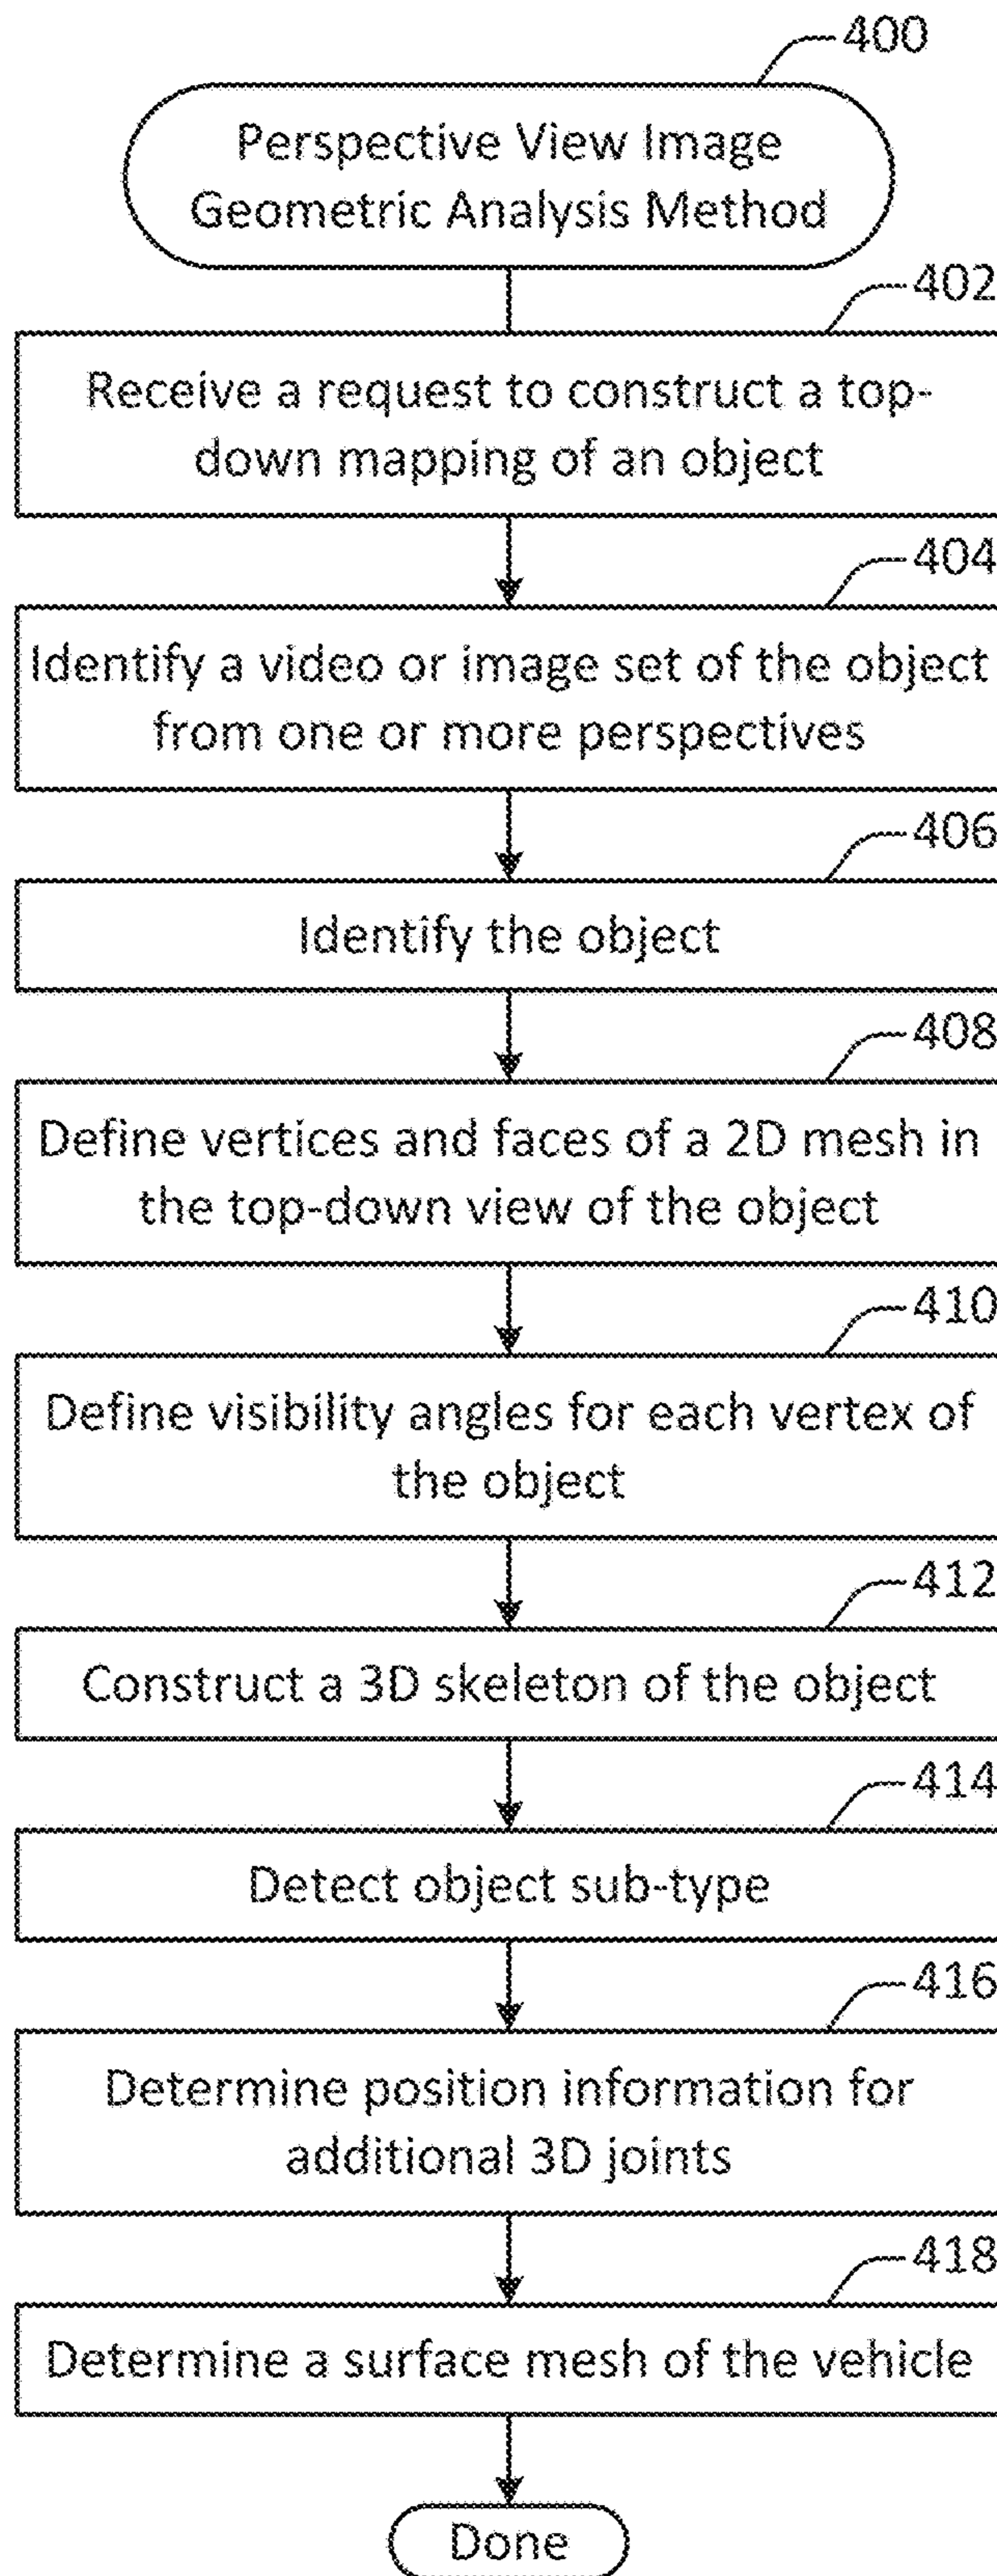 400
Perspective View Image
Geometric Analysis Method
402
Receive a request to construct a top-
down mapping of an object
404
Identify a video or image set of the object
from one or more perspectives
406
Identify the object
408
Define vertices and faces of a 2D mesh in
the top-down view of the object
410
Define visibility angles for each vertex of
the object
412
Construct a 3D skeleton of the object
414
Detect object sub-type
416
Determine position information for
additional 3D joints
418
Determine a surface mesh of the vehicle
Done